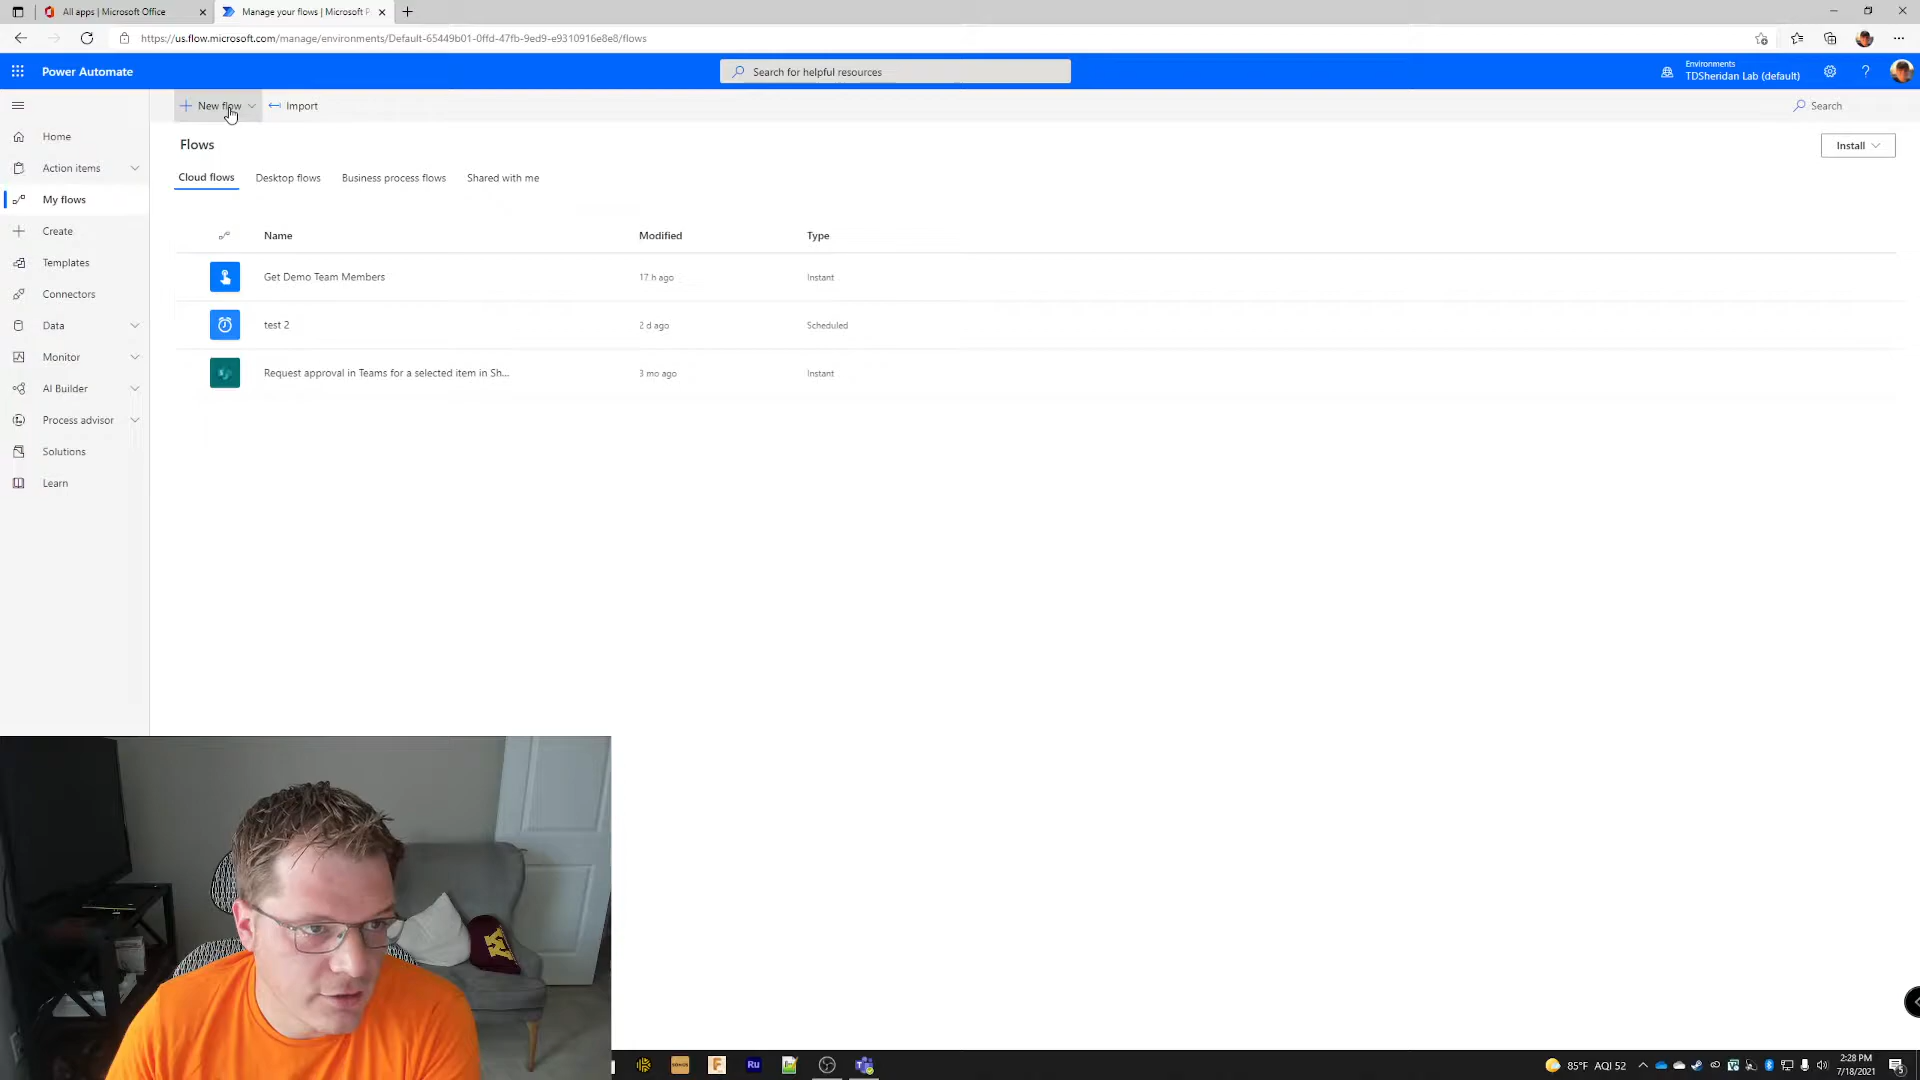 All apps | Microsoft Office
Manage your flows | Microsoft P
https://us.flow.microsoft.com/manage/environments/Default-65449b01-0ffd-47fb-9ed9-e9310916e8e8/flows
Power Automate
Search for helpful resources
Environments
TDSheridan Lab (default)
New flow
Import
Search
Home
Action items
My flows
Create
Templates
Connectors
Data
Monitor
AI Builder
Process advisor
Solutions
Learn
Flows
Install
Cloud flows
Desktop flows
Business process flows
Shared with me
Name
Modified
Type
Get Demo Team Members
17 h ago
Instant
test 2
2 d ago
Scheduled
Request approval in Teams for a selected item in Sh...
3 mo ago
Instant
M
Ru
85°F AQI 52
2:28 PM
7/18/2021
5